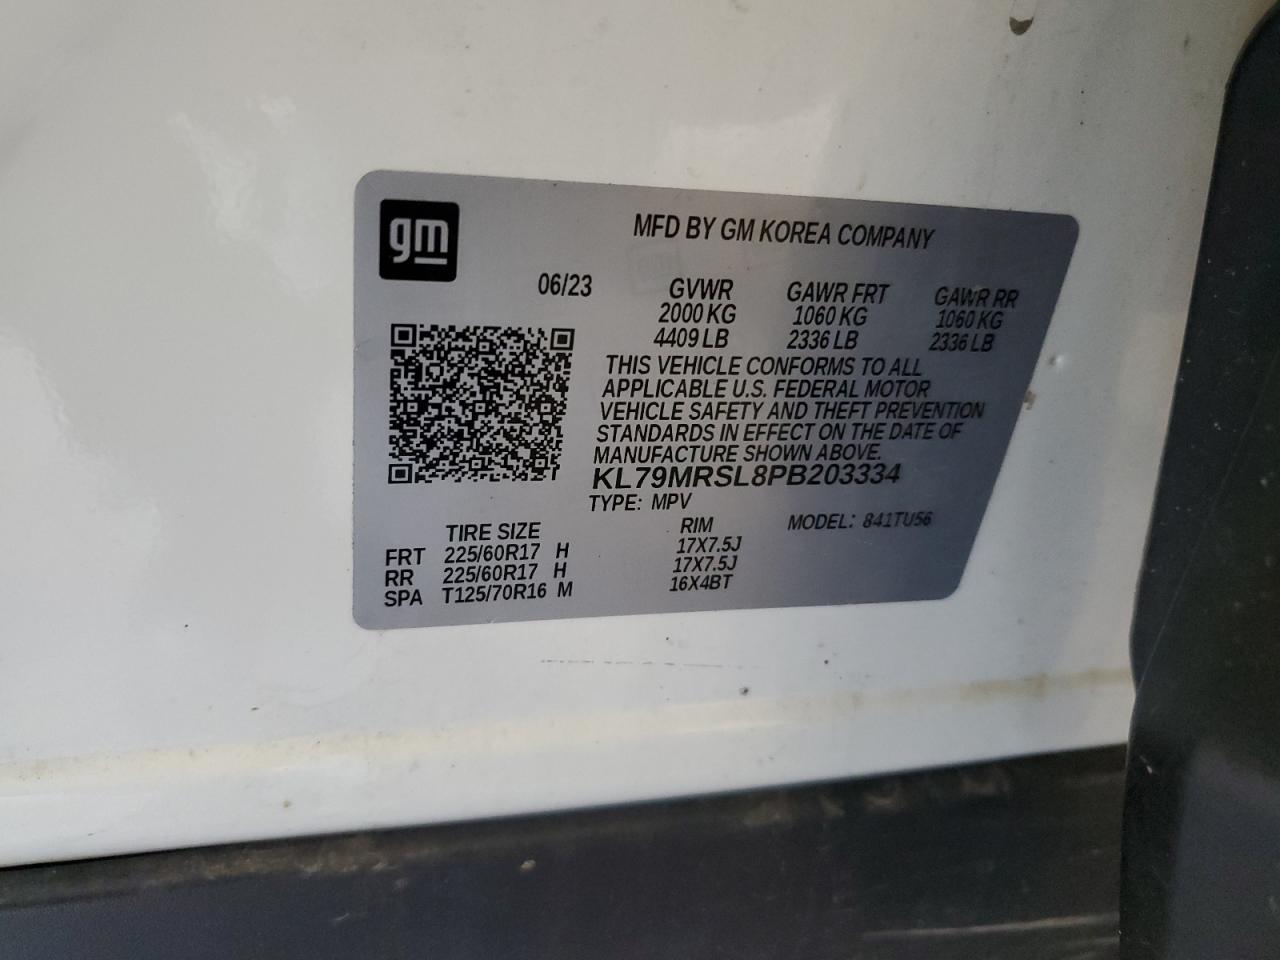 gm
MFD BY GM KOREA COMPANY
06/23 GVWR GAWR FRT GAWR RR
2000 KG 1060 KG 1060 KG
4409 LB 2336 LB 2336 LB
THIS VEHICLE CONFORMS TO ALL
APPLICABLE U.S. FEDERAL MOTOR
VEHICLE SAFETY AND THEFT PREVENTION
STANDARDS IN EFFECT ON THE DATE OF
MANUFACTURE SHOWN ABOVE.
KL79MRSL8PB203334
TYPE: MPV MODEL: 841TU56
TIRE SIZE RIM
FRT 225/60R17 H 17X7.5J
RR 225/60R17 H 17X7.5J
SPA T125/70R16 M 16X4BT